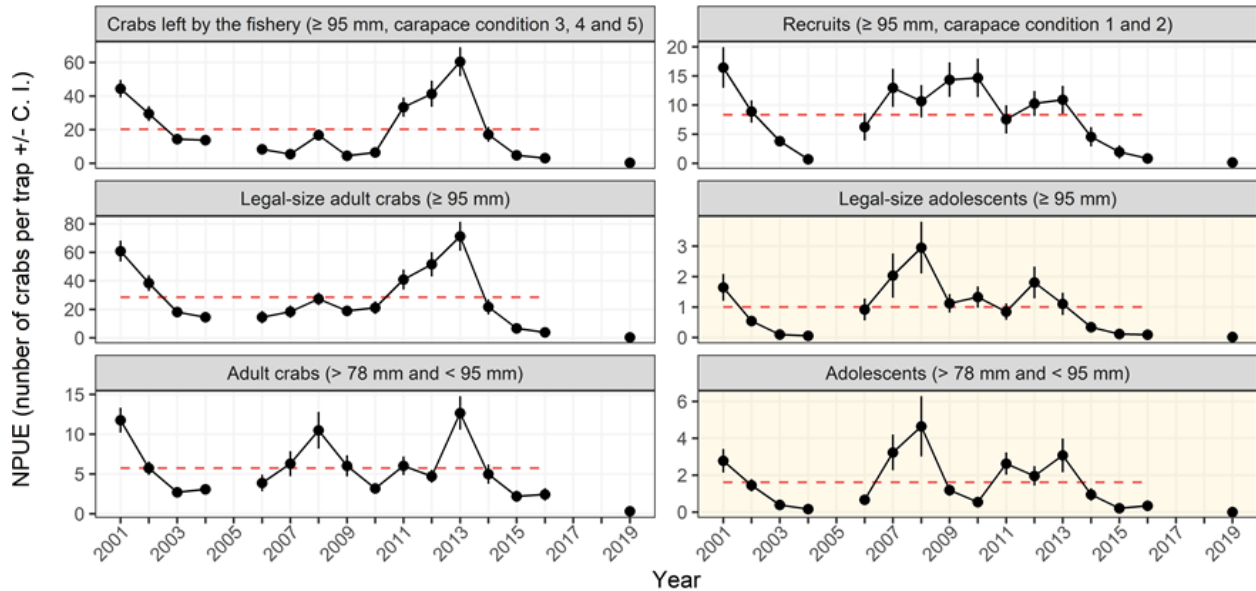 NPUE (number of crabs per trap +/- C. I.)
Crabs left by the fishery (≥ 95 mm, carapace condition 3, 4 and 5)
60
40
20
0
Recruits (≥ 95 mm, carapace condition 1 and 2)
20
15
10
5
0
Legal-size adult crabs (≥ 95 mm)
80
60
40
20
0
Legal-size adolescents (≥ 95 mm)
3
2
1
0
Adult crabs (> 78 mm and < 95 mm)
15
10
5
0
2001 2003 2005 2007 2009 2011 2013 2015 2017 2019
Adolescents (> 78 mm and < 95 mm)
6
4
2
0
2001 2003 2005 2007 2009 2011 2013 2015 2017 2019
Year